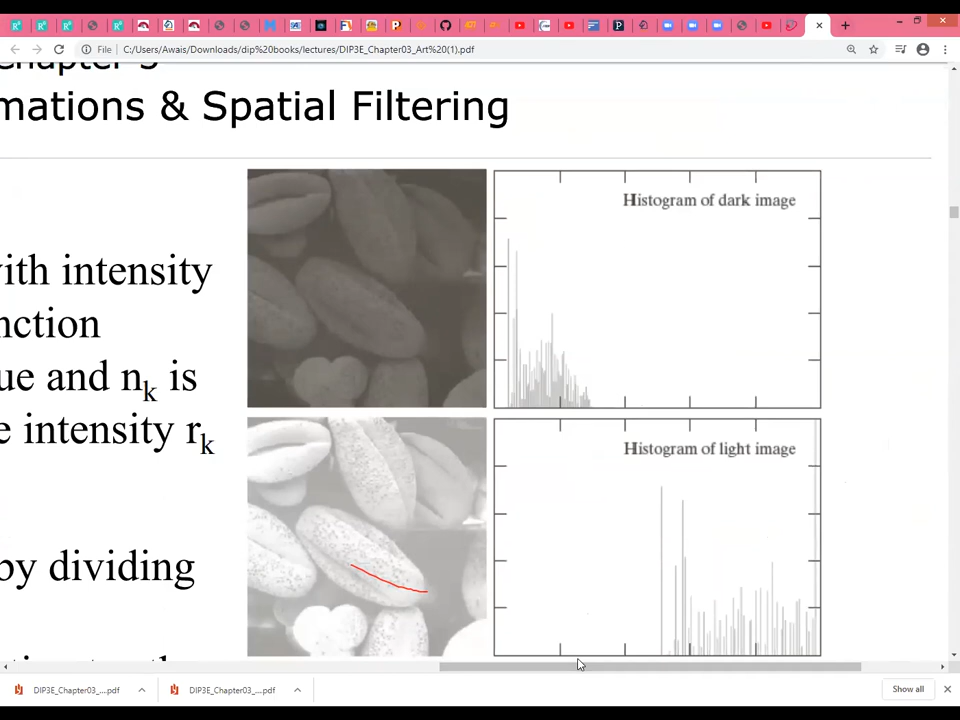 File
C:/Users/Awais/Downloads/dip%20books/lectures/DIP3E_Chapter03_Art%20(1).pdf
mations & Spatial Filtering
Histogram of dark image
with intensity
nction
ue and nk is
e intensity rk
Histogram of light image
by dividing
DIP3E_Chapter03_....pdf
DIP3E_Chapter03_....pdf
Show all